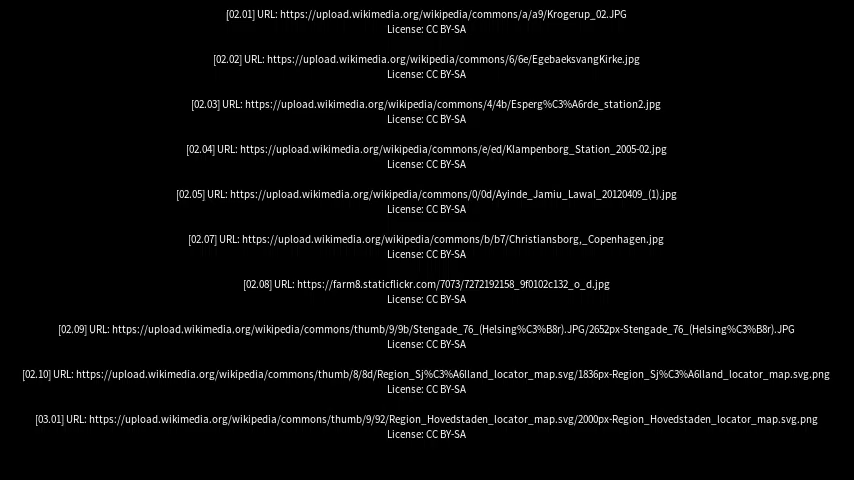 [02.01] URL: https://upload.wikimedia.org/wikipedia/commons/a/a9/Krogerup_02.JPG
License: CC BY-SA
[02.02] URL: https://upload.wikimedia.org/wikipedia/commons/6/6e/EgebaeksvangKirke.jpg
License: CC BY-SA
[02.03] URL: https://upload.wikimedia.org/wikipedia/commons/4/4b/Esperg%C3%A6rde_station2.jpg
License: CC BY-SA
[02.04] URL: https://upload.wikimedia.org/wikipedia/commons/e/ed/Klampenborg_Station_2005-02.jpg
License: CC BY-SA
[02.05] URL: https://upload.wikimedia.org/wikipedia/commons/0/0d/Ayinde_Jamiu_Lawal_20120409_(1).jpg
License: CC BY-SA
[02.07] URL: https://upload.wikimedia.org/wikipedia/commons/b/b7/Christiansborg,_Copenhagen.jpg
License: CC BY-SA
[02.08] URL: https://farm8.staticflickr.com/7073/7272192158_9f0102c132_o_d.jpg
License: CC BY-SA
[02.09] URL: https://upload.wikimedia.org/wikipedia/commons/thumb/9/9b/Stengade_76_(Helsing%C3%B8r).JPG/2652px-Stengade_76_(Helsing%C3%B8r).JPG
License: CC BY-SA
[02.10] URL: https://upload.wikimedia.org/wikipedia/commons/thumb/8/8d/Region_Sj%C3%A6lland_locator_map.svg/1836px-Region_Sj%C3%A6lland_locator_map.svg.png
License: CC BY-SA
[03.01] URL: https://upload.wikimedia.org/wikipedia/commons/thumb/9/92/Region_Hovedstaden_locator_map.svg/2000px-Region_Hovedstaden_locator_map.svg.png
License: CC BY-SA